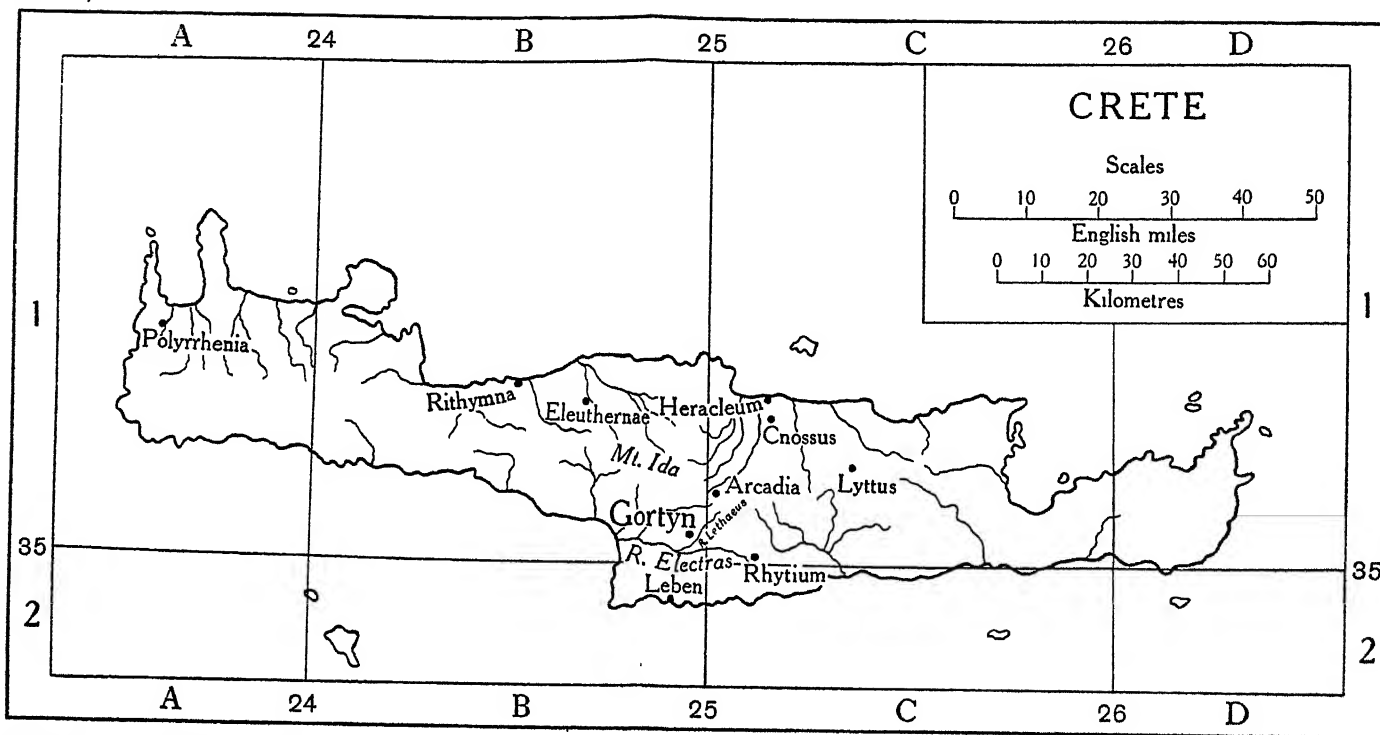 A 24 B 25 C 26 D
CRETE
Scales
0 10 20 30 40 50
English miles
0 10 20 30 40 50 60
Kilometres
1 1
Polyrrhenia
Rithymna
Eleuthernae
Heracleum
Cnossus
Mt. Ida
Arcadia
Lyttus
Gortyn
R. Lethaeus
35 35
R. Electras
Rhytium
Leben
2 2
A 24 B 25 C 26 D